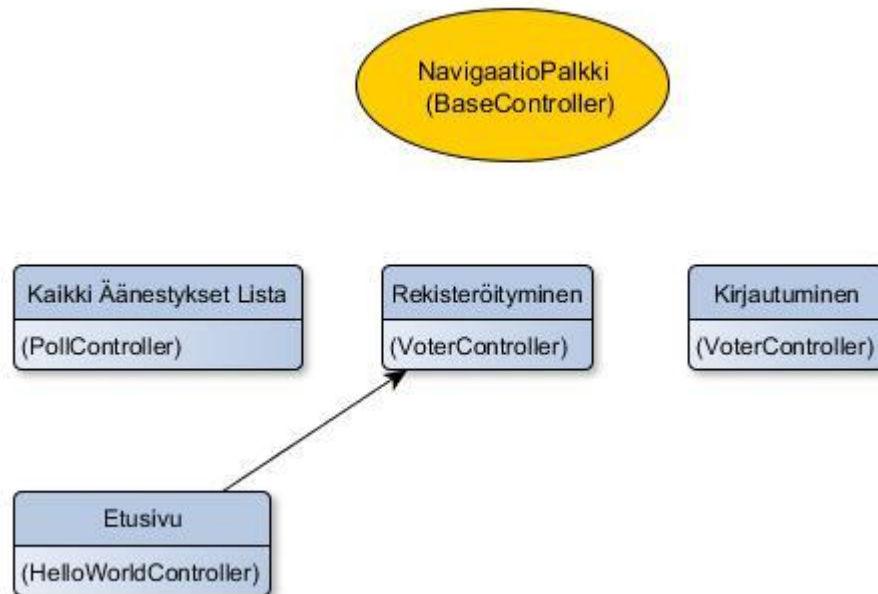 NavigaatioPalkki
(BaseController)
Kaikki Äänestykset Lista
(PollController)
Rekisteröityminen
(VoterController)
Kirjautuminen
(VoterController)
Etusivu
(HelloWorldController)